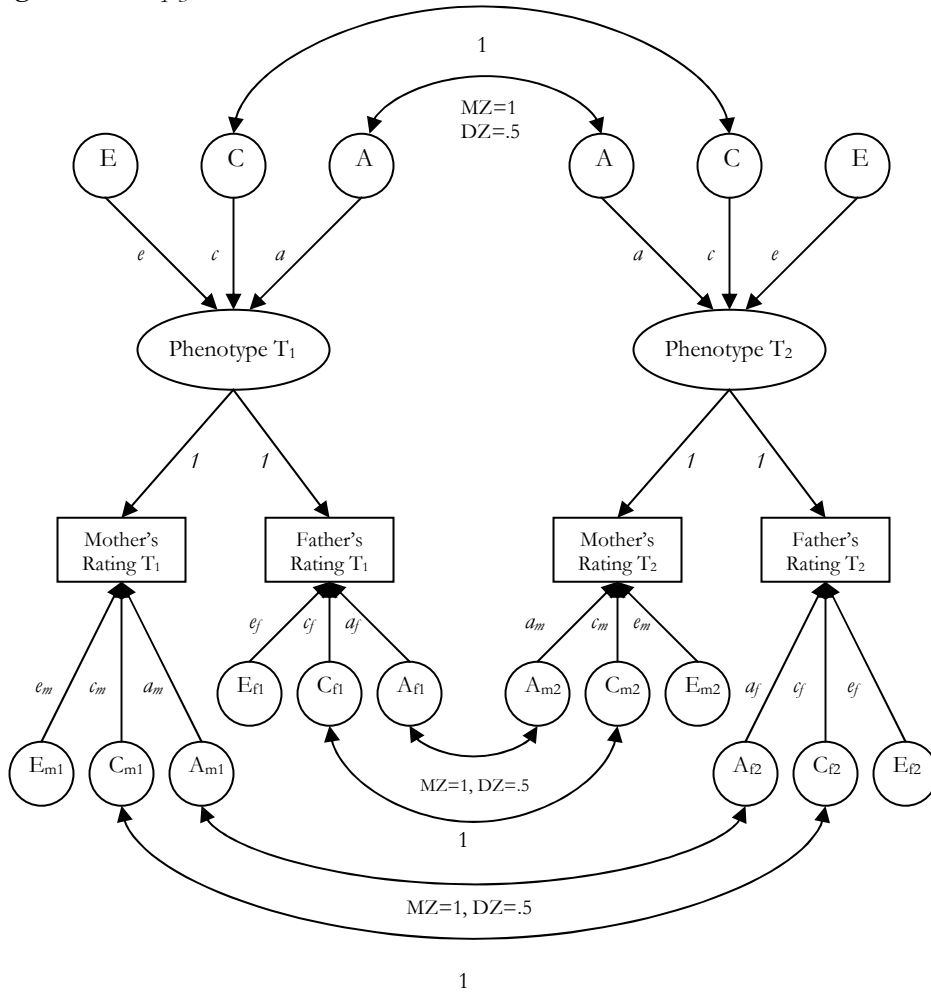 1
MZ=1
DZ=.5
E C A A C E
e c a a c e
Phenotype T1 Phenotype T2
1 1 1 1
Mother's Rating T1
Father's Rating T1
Mother's Rating T2
Father's Rating T2
ef cf af am cm em
em cm am af cf ef
Ef1 Cf1 Af1 Am2 Cm2 Em2
Em1 Cm1 Am1 Af2 Cf2 Ef2
MZ=1, DZ=.5
1
MZ=1, DZ=.5
1